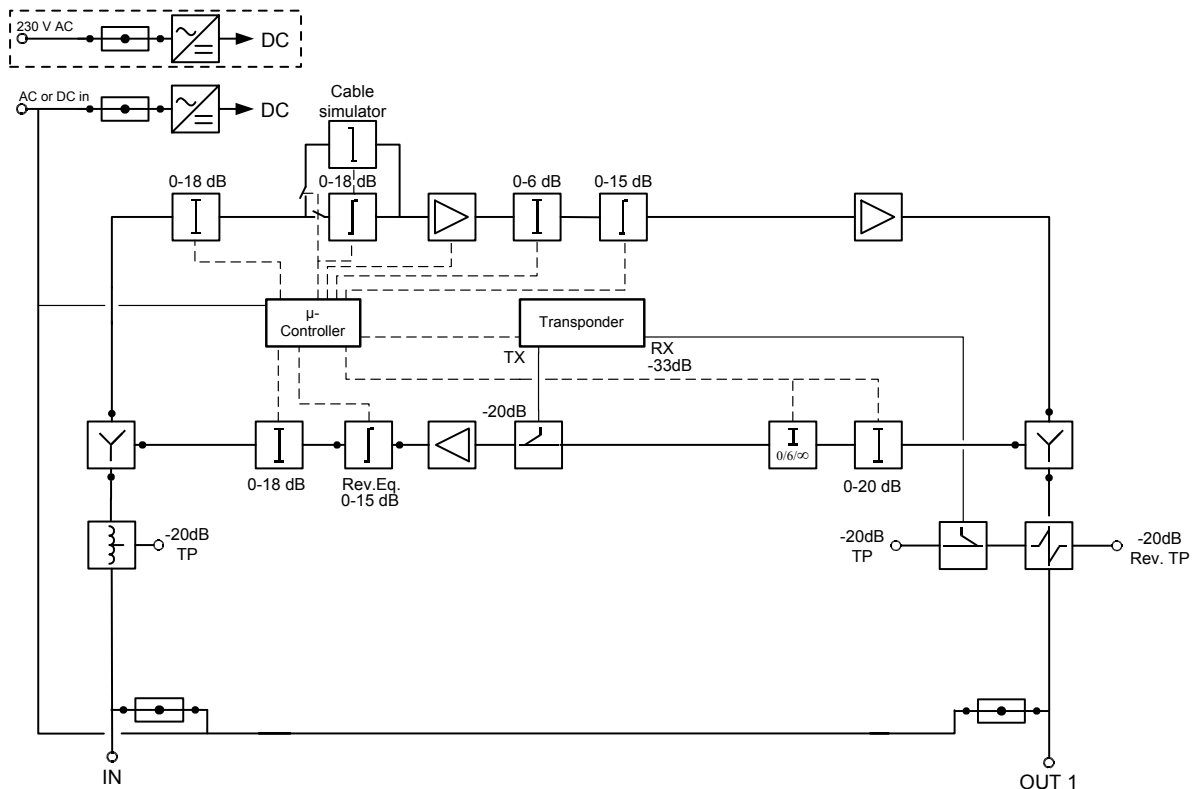 230 V AC
DC
AC or DC in
DC
Cable
simulator
0-18 dB
0-18 dB
0-6 dB
0-15 dB
µ-
Controller
Transponder
TX
RX
-33dB
-20dB
0/6/∞
0-18 dB
Rev.Eq.
0-15 dB
0-20 dB
-20dB
TP
-20dB
TP
-20dB
Rev. TP
IN
OUT 1